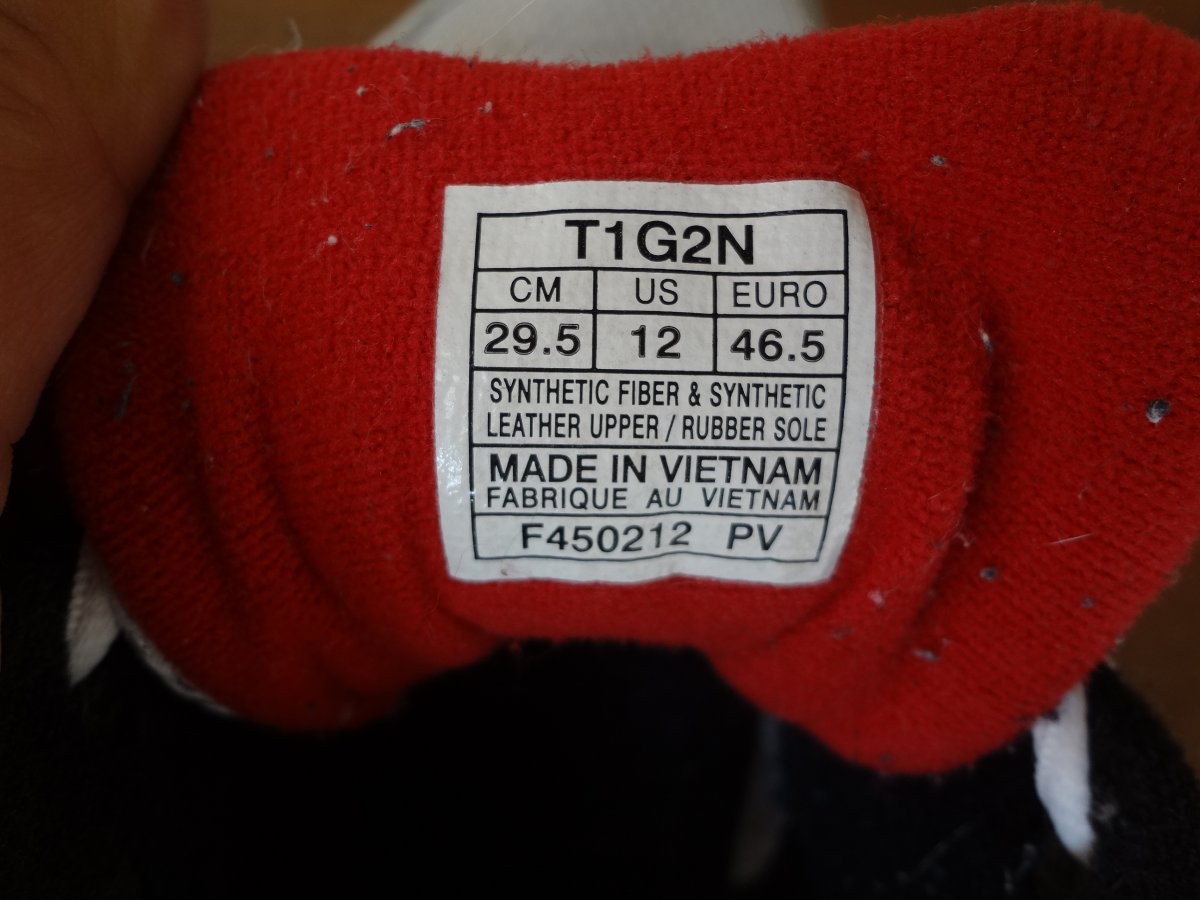 T1G2N
CM US EURO
29.5 12 46.5
SYNTHETIC FIBER & SYNTHETIC
LEATHER UPPER / RUBBER SOLE
MADE IN VIETNAM
FABRIQUE AU VIETNAM
F450212 PV